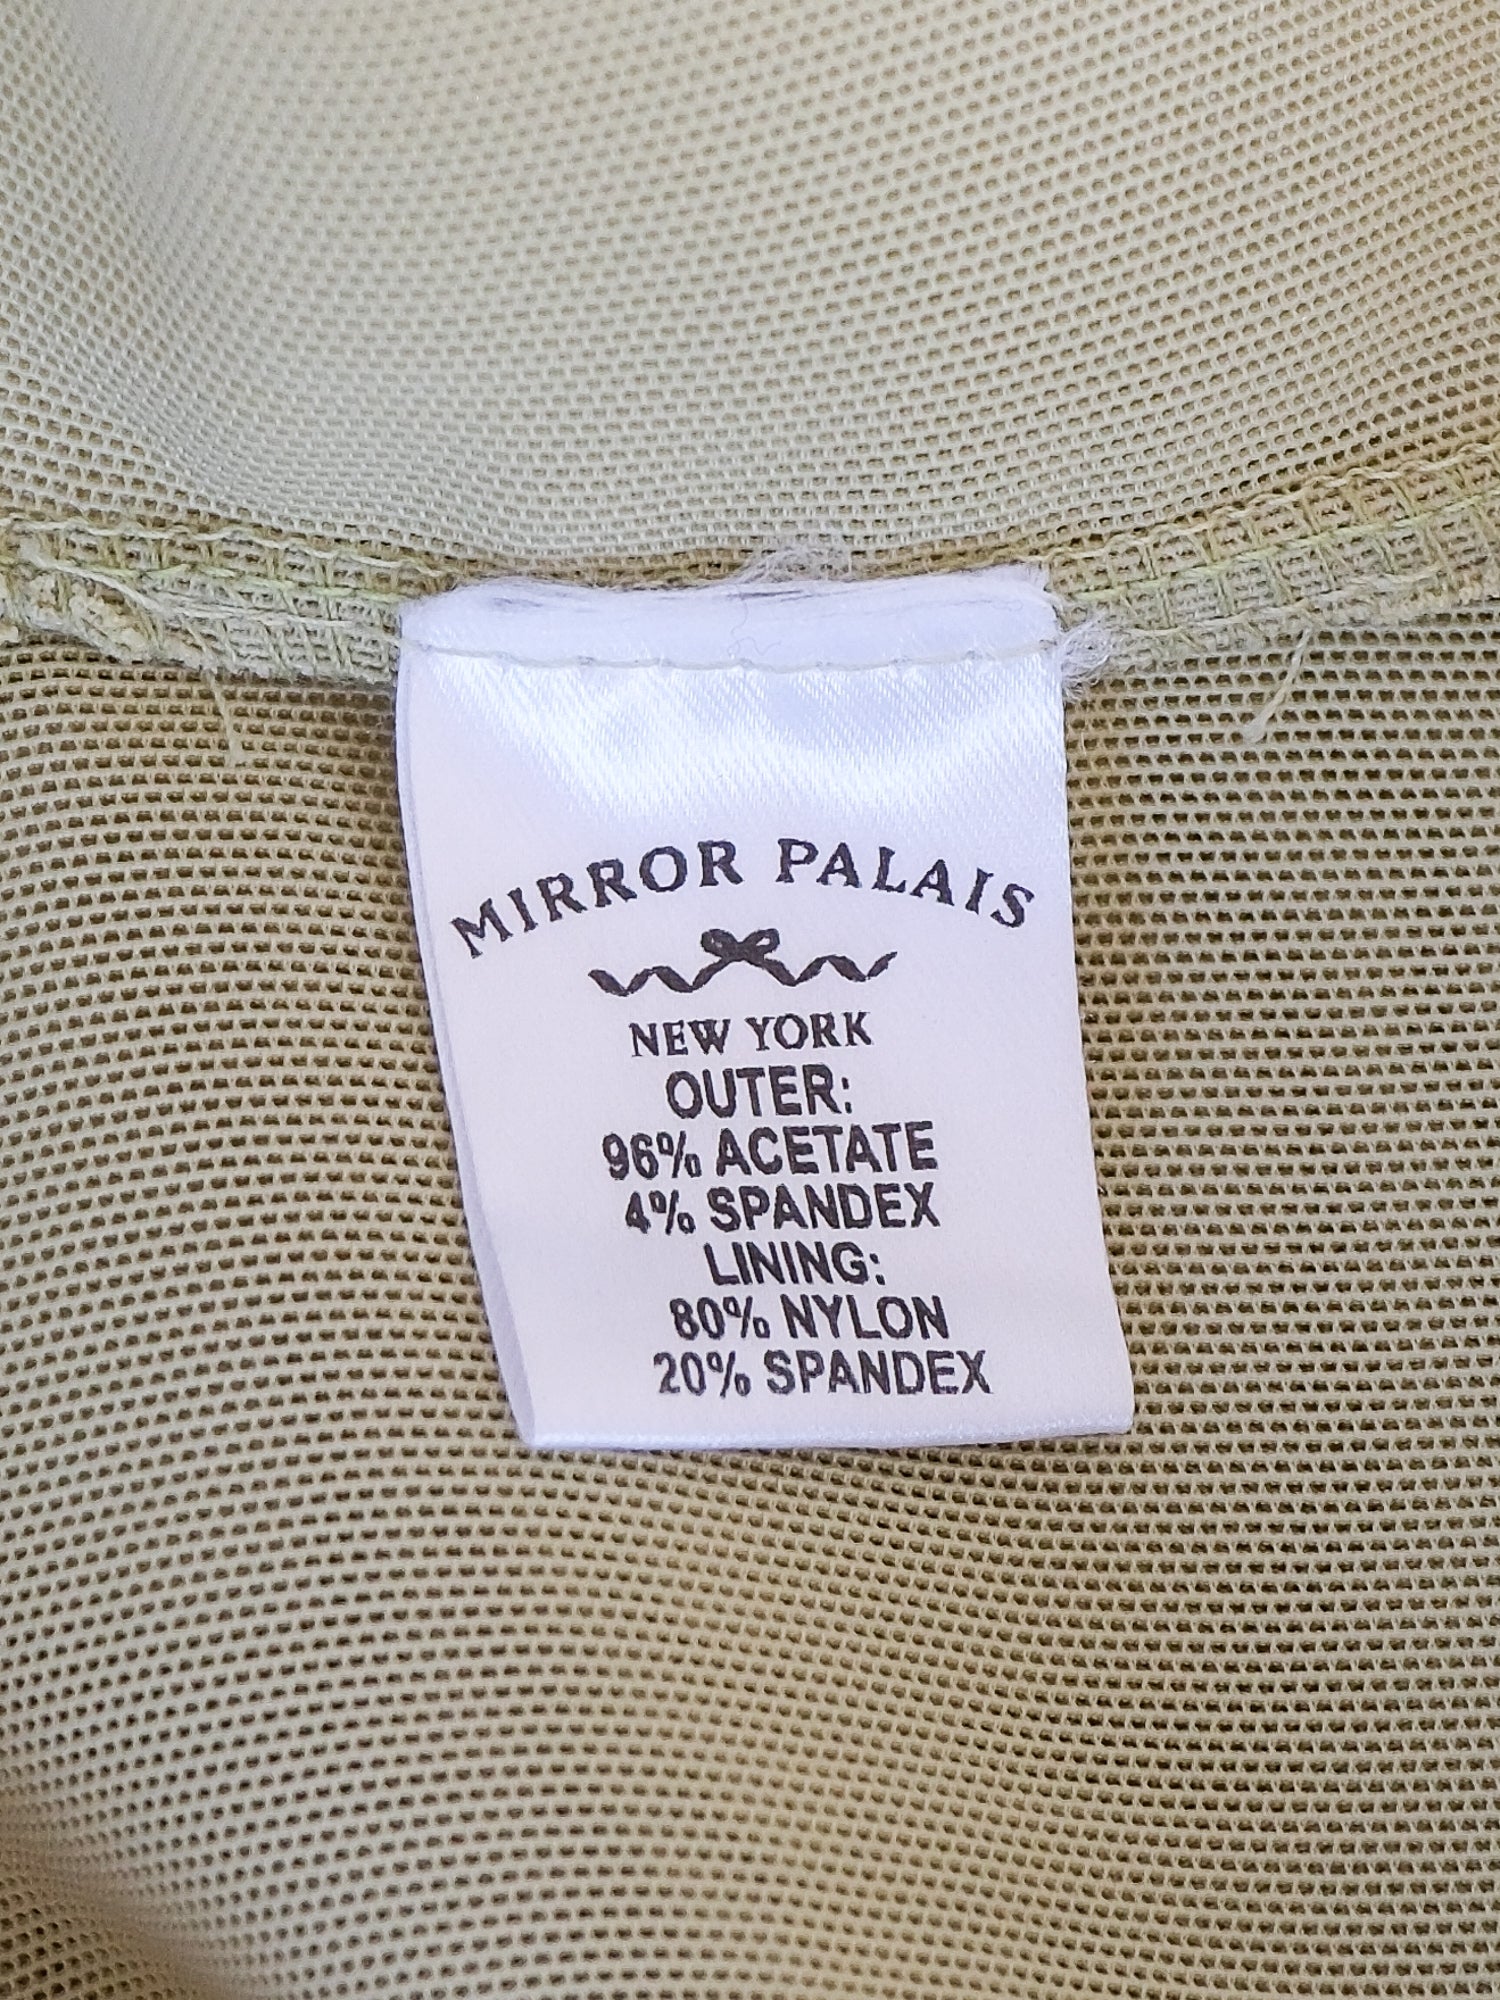 MIRROR PALAIS
NEW YORK
OUTER:
96% ACETATE
4% SPANDEX
LINING:
80% NYLON
20% SPANDEX